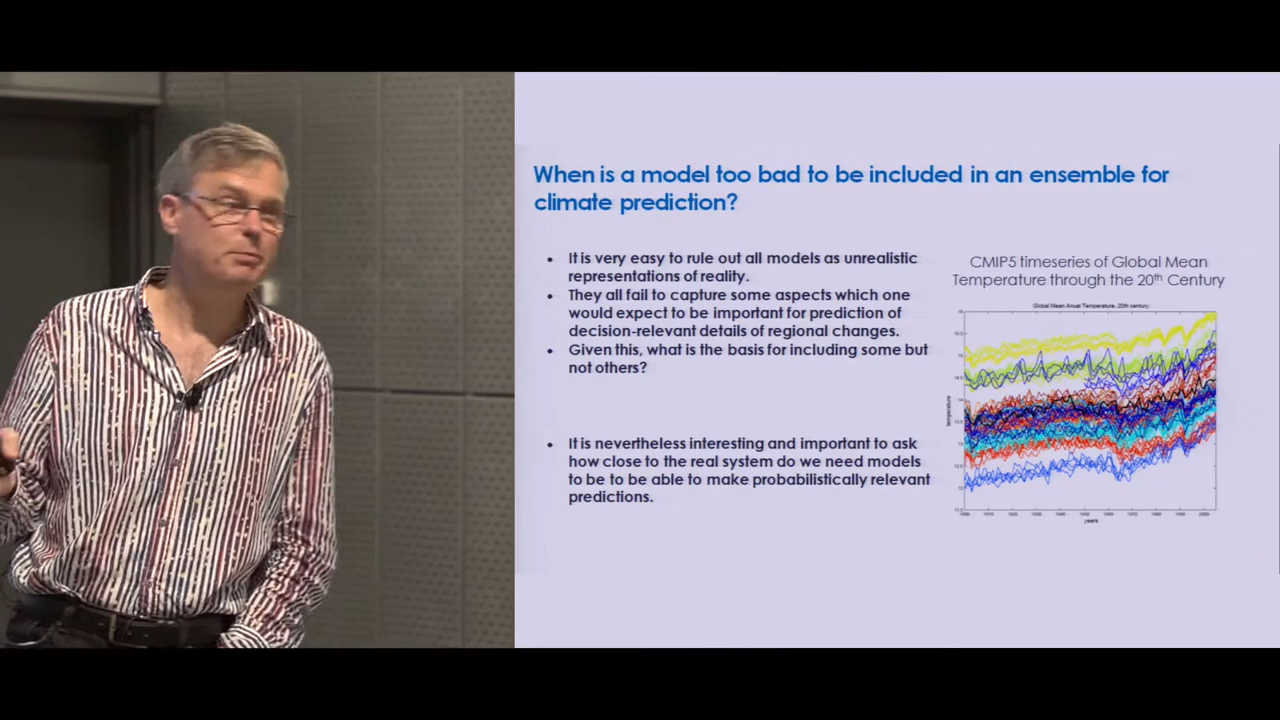 When is a model too bad to be included in an ensemble for
climate prediction?
• It is very easy to rule out all models as unrealistic
representations of reality.
• They all fail to capture some aspects which one
would expect to be important for prediction of
decision-relevant details of regional changes.
• Given this, what is the basis for including some but
not others?
• It is nevertheless interesting and important to ask
how close to the real system do we need models
to be to be able to make probabilistically relevant
predictions.
CMIP5 timeseries of Global Mean
Temperature through the 20th Century
Global Mean Anual Temperature, 20th century
temperature
years